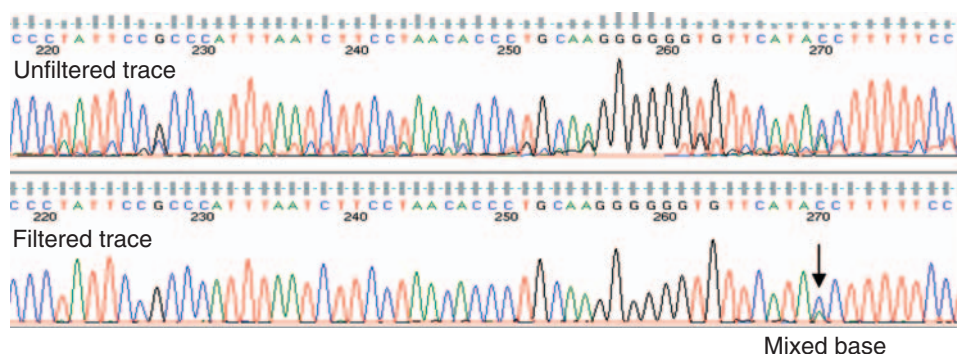 C C C T A T T C C G C C C A T T T A A T C T T C C T A A C A C C C T G C A A G G G G G G T G T T C A T A C C T T T T T C C
220 230 240 250 260 270
Unfiltered trace
C C C T A T T C C G C C C A T T T A A T C T T C C T A A C A C C C T G C A A G G G G G G T G T T C A T A C C T T T T T C C
220 230 240 250 260 270
Filtered trace
Mixed base